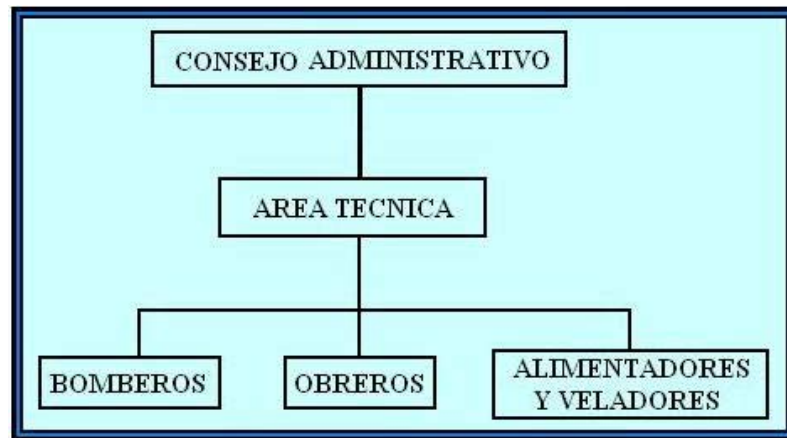 CONSEJO ADMINISTRATIVO
AREA TECNICA
BOMBEROS
OBREROS
ALIMENTADORES
Y VELADORES